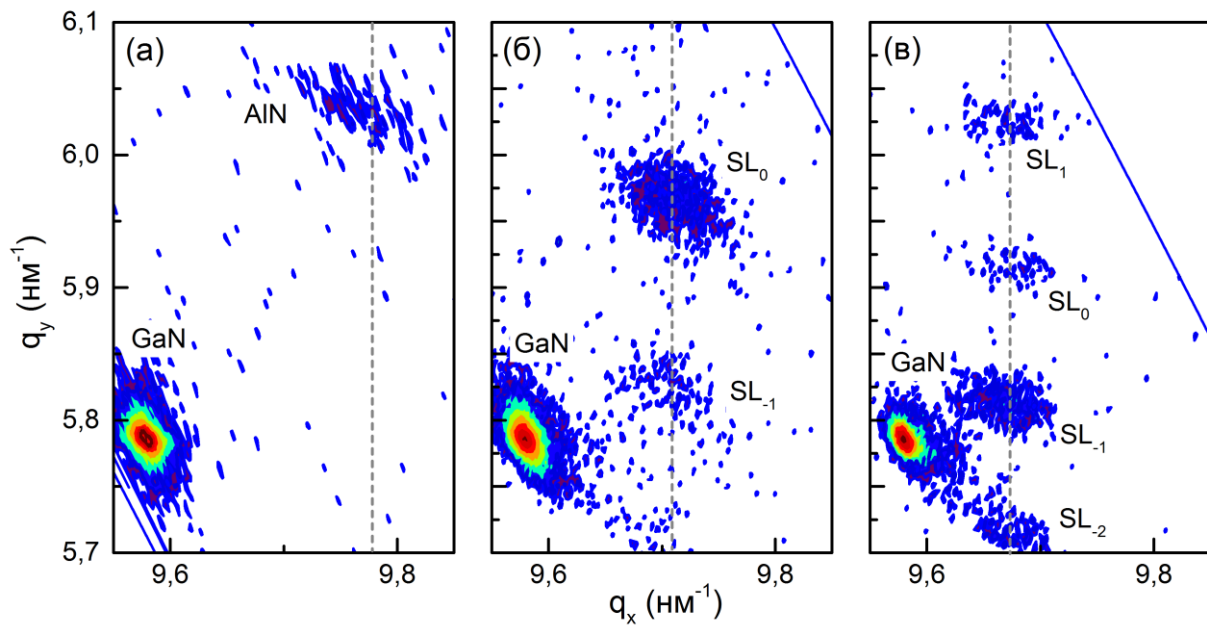 (а) (б) (в)
6,1
6,0
5,9
5,8
5,7
q_y (нм⁻¹)
AlN
GaN
SL₀
GaN
SL₋₁
SL₁
SL₀
GaN
SL₋₁
SL₋₂
9,6 9,8 9,6 9,8 9,6 9,8
qₓ (нм⁻¹)